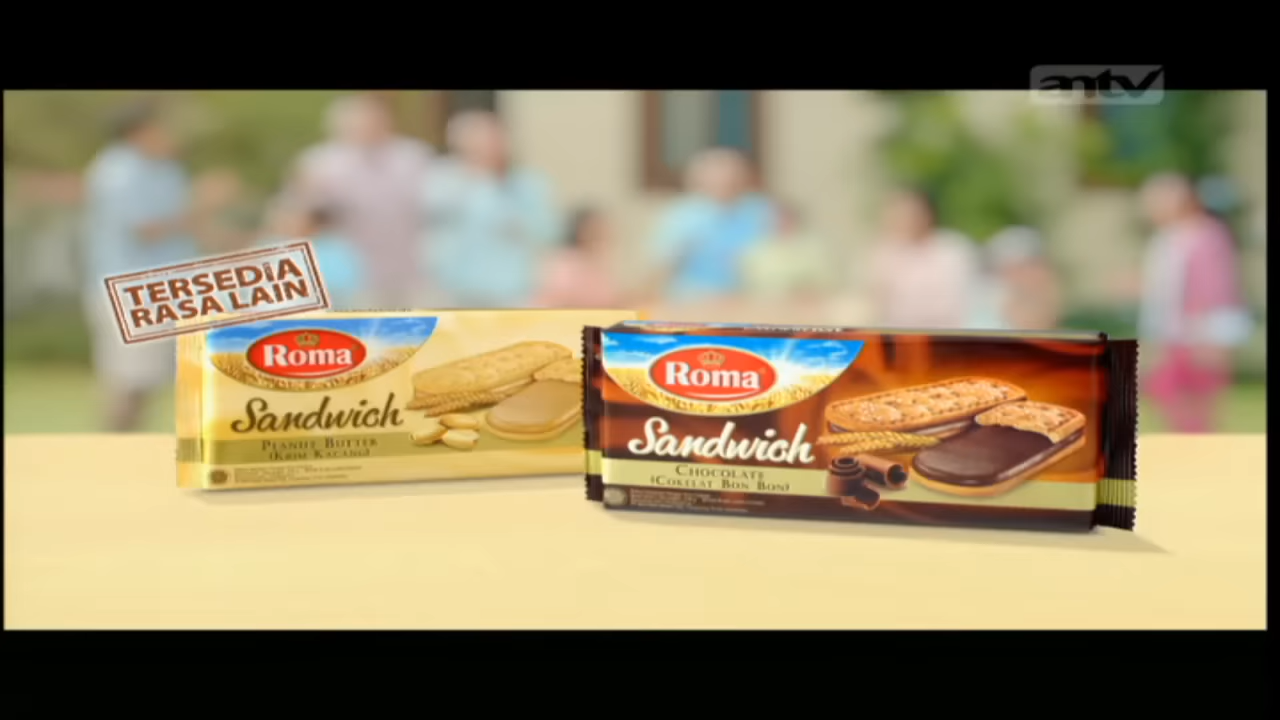 antv
TERSEDIA
RASA LAIN
Roma
Sandwich
PEANUT BUTTER
(KRIM KACANG)
Roma
Sandwich
CHOCOLATE
(COKELAT BON BON)